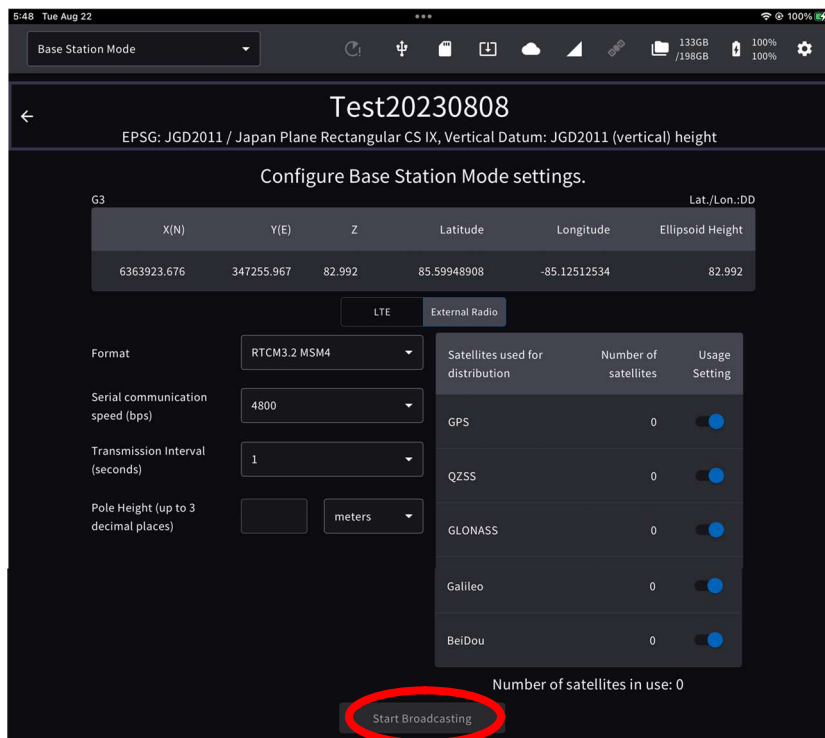 5:48 Tue Aug 22
100%
Base Station Mode
133GB
/198GB
100%
100%
Test20230808
EPSG: JGD2011 / Japan Plane Rectangular CS IX, Vertical Datum: JGD2011 (vertical) height
Configure Base Station Mode settings.
G3 Lat./Lon.:DD
X(N) Y(E) Z Latitude Longitude Ellipsoid Height
6363923.676 347255.967 82.992 85.59948908 -85.12512534 82.992
LTE External Radio
Format RTCM3.2 MSM4
Serial communication
speed (bps)
4800
Transmission Interval
(seconds)
1
Pole Height (up to 3
decimal places)
meters
Satellites used for
distribution
Number of
satellites
Usage
Setting
GPS 0
QZSS 0
GLONASS 0
Galileo 0
BeiDou 0
Number of satellites in use: 0
Start Broadcasting